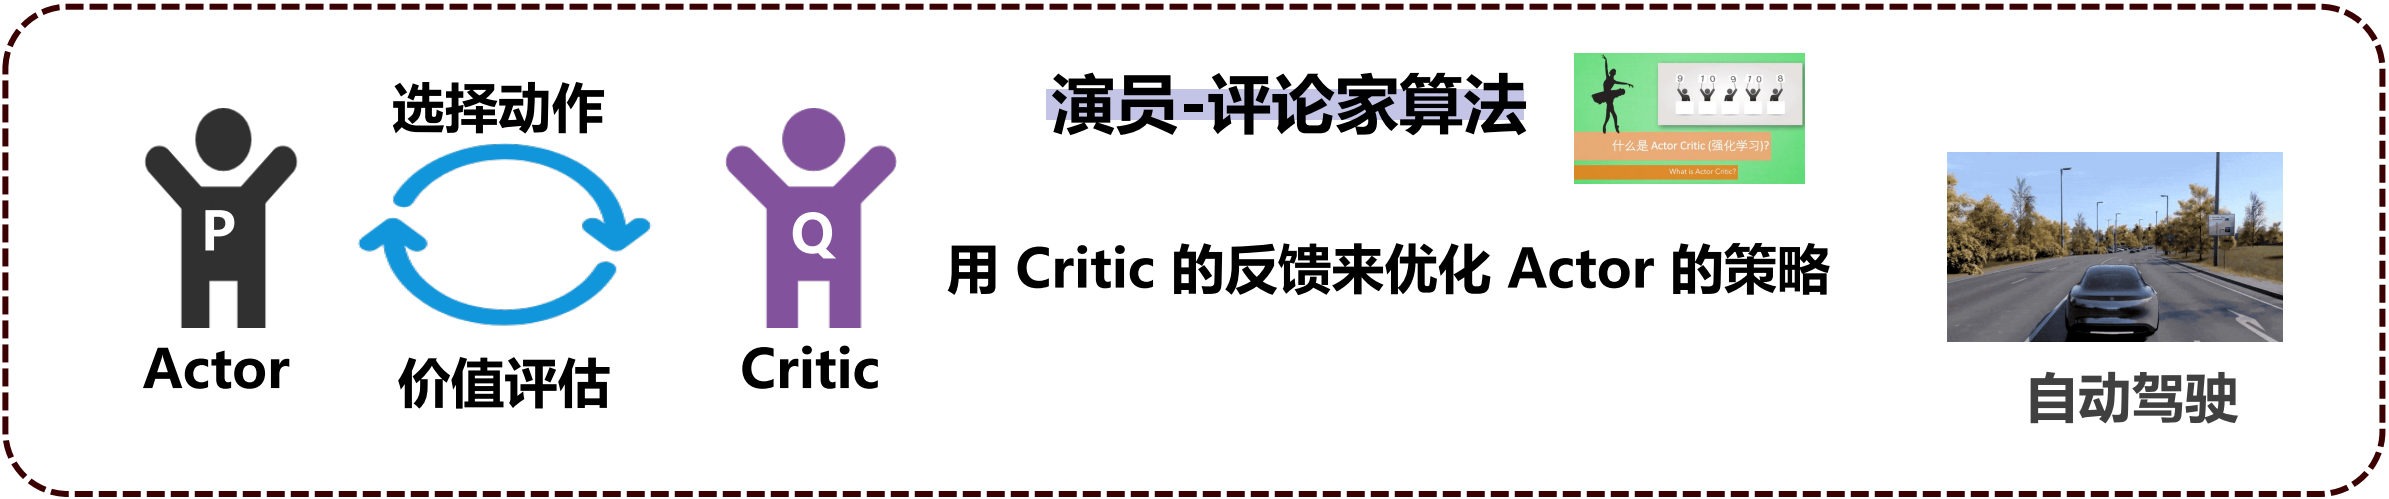 选择动作
P
Q
Actor
价值评估
Critic
演员-评论家算法
9 10 9 10 8
什么是 Actor Critic (强化学习)?
What is Actor Critic?
用 Critic 的反馈来优化 Actor 的策略
自动驾驶